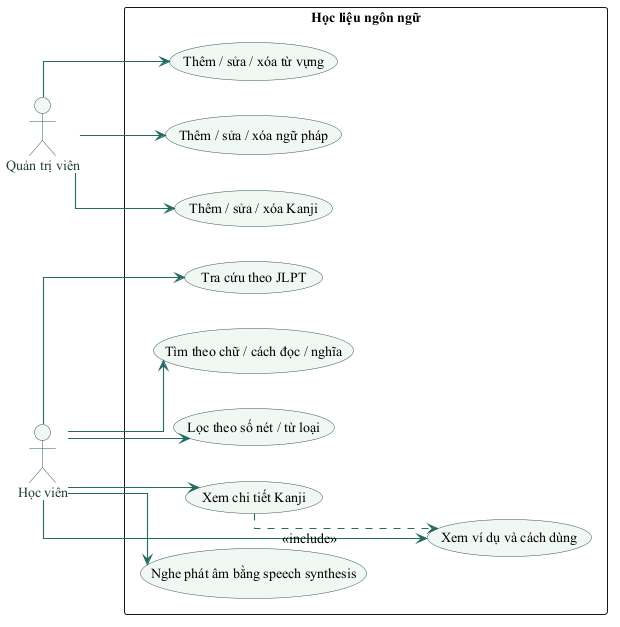 Học liệu ngôn ngữ
Thêm / sửa / xóa từ vựng
Thêm / sửa / xóa ngữ pháp
Quản trị viên
Thêm / sửa / xóa Kanji
Tra cứu theo JLPT
Tìm theo chữ / cách đọc / nghĩa
Lọc theo số nét / từ loại
Học viên
Xem chi tiết Kanji
«include»
Xem ví dụ và cách dùng
Nghe phát âm bằng speech synthesis